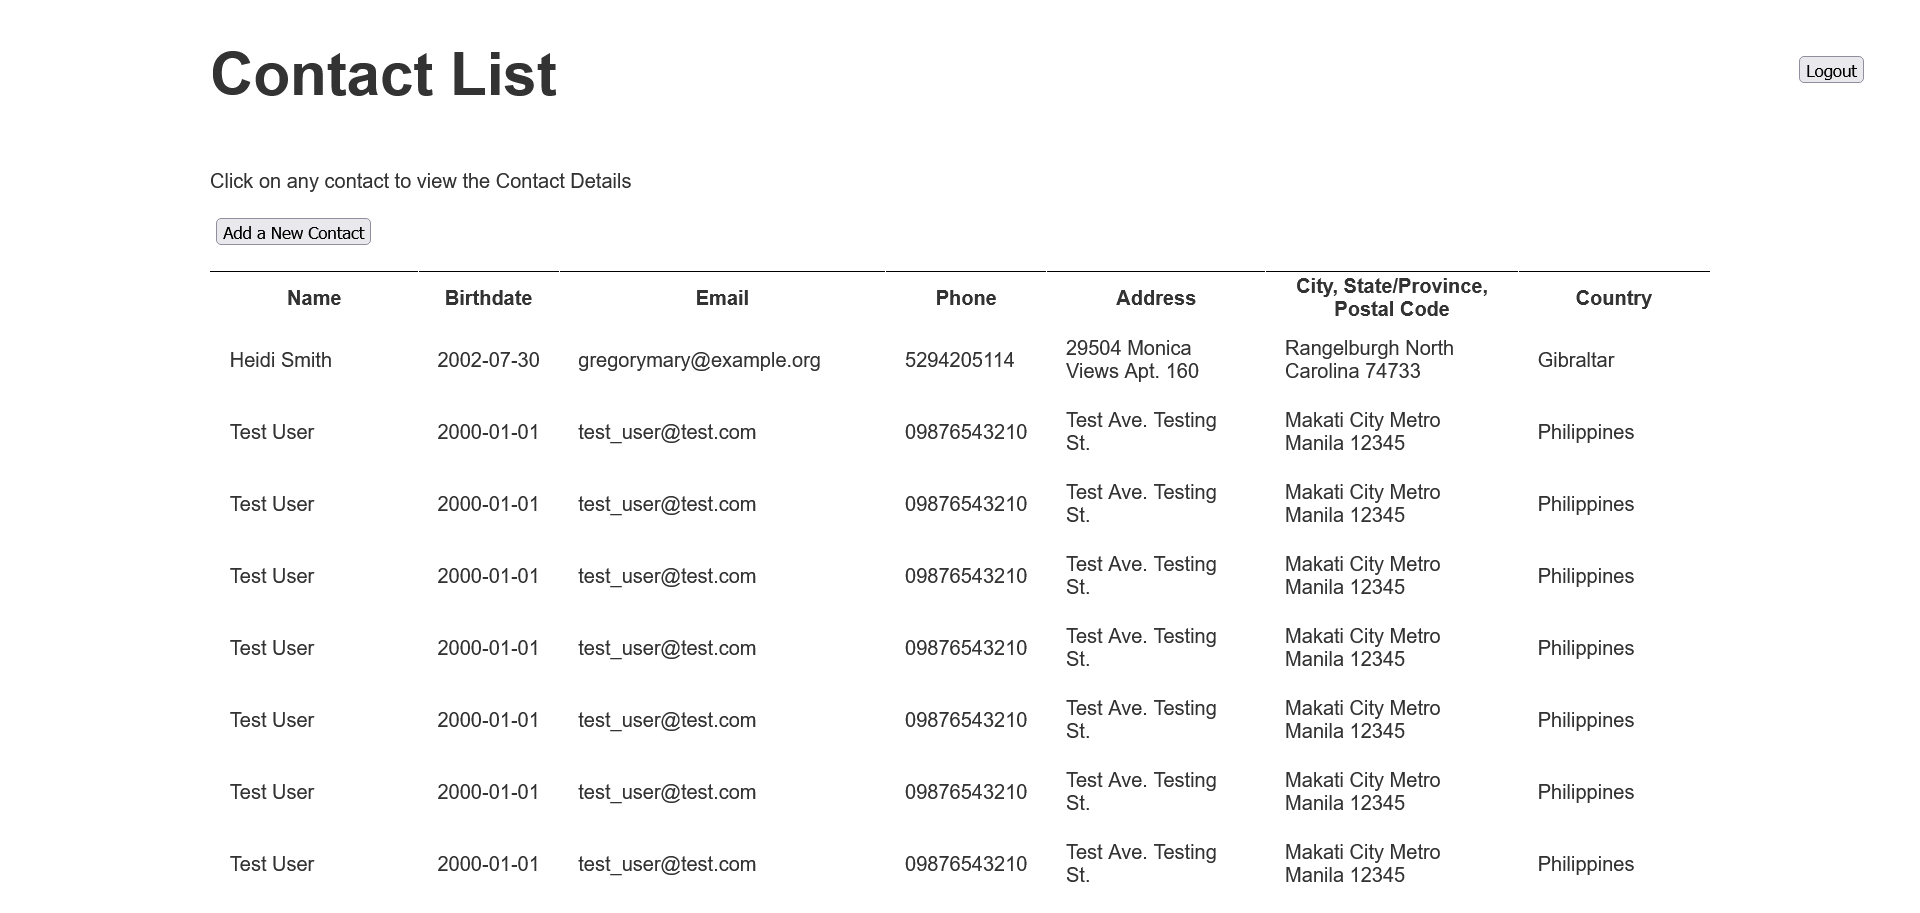 Contact List
Logout
Click on any contact to view the Contact Details
Add a New Contact
Name Birthdate Email Phone Address City, State/Province, Postal Code Country
Heidi Smith 2002-07-30 gregorymary@example.org 5294205114 29504 Monica Views Apt. 160 Rangelburgh North Carolina 74733 Gibraltar
Test User 2000-01-01 test_user@test.com 09876543210 Test Ave. Testing St. Makati City Metro Manila 12345 Philippines
Test User 2000-01-01 test_user@test.com 09876543210 Test Ave. Testing St. Makati City Metro Manila 12345 Philippines
Test User 2000-01-01 test_user@test.com 09876543210 Test Ave. Testing St. Makati City Metro Manila 12345 Philippines
Test User 2000-01-01 test_user@test.com 09876543210 Test Ave. Testing St. Makati City Metro Manila 12345 Philippines
Test User 2000-01-01 test_user@test.com 09876543210 Test Ave. Testing St. Makati City Metro Manila 12345 Philippines
Test User 2000-01-01 test_user@test.com 09876543210 Test Ave. Testing St. Makati City Metro Manila 12345 Philippines
Test User 2000-01-01 test_user@test.com 09876543210 Test Ave. Testing St. Makati City Metro Manila 12345 Philippines